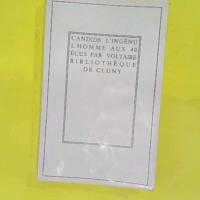 CANDIDE L'INGÉNU
L'HOMME AUX 40
ÉCUS PAR VOLTAIRE
BIBLIOTHÈQUE
DE CLUNY